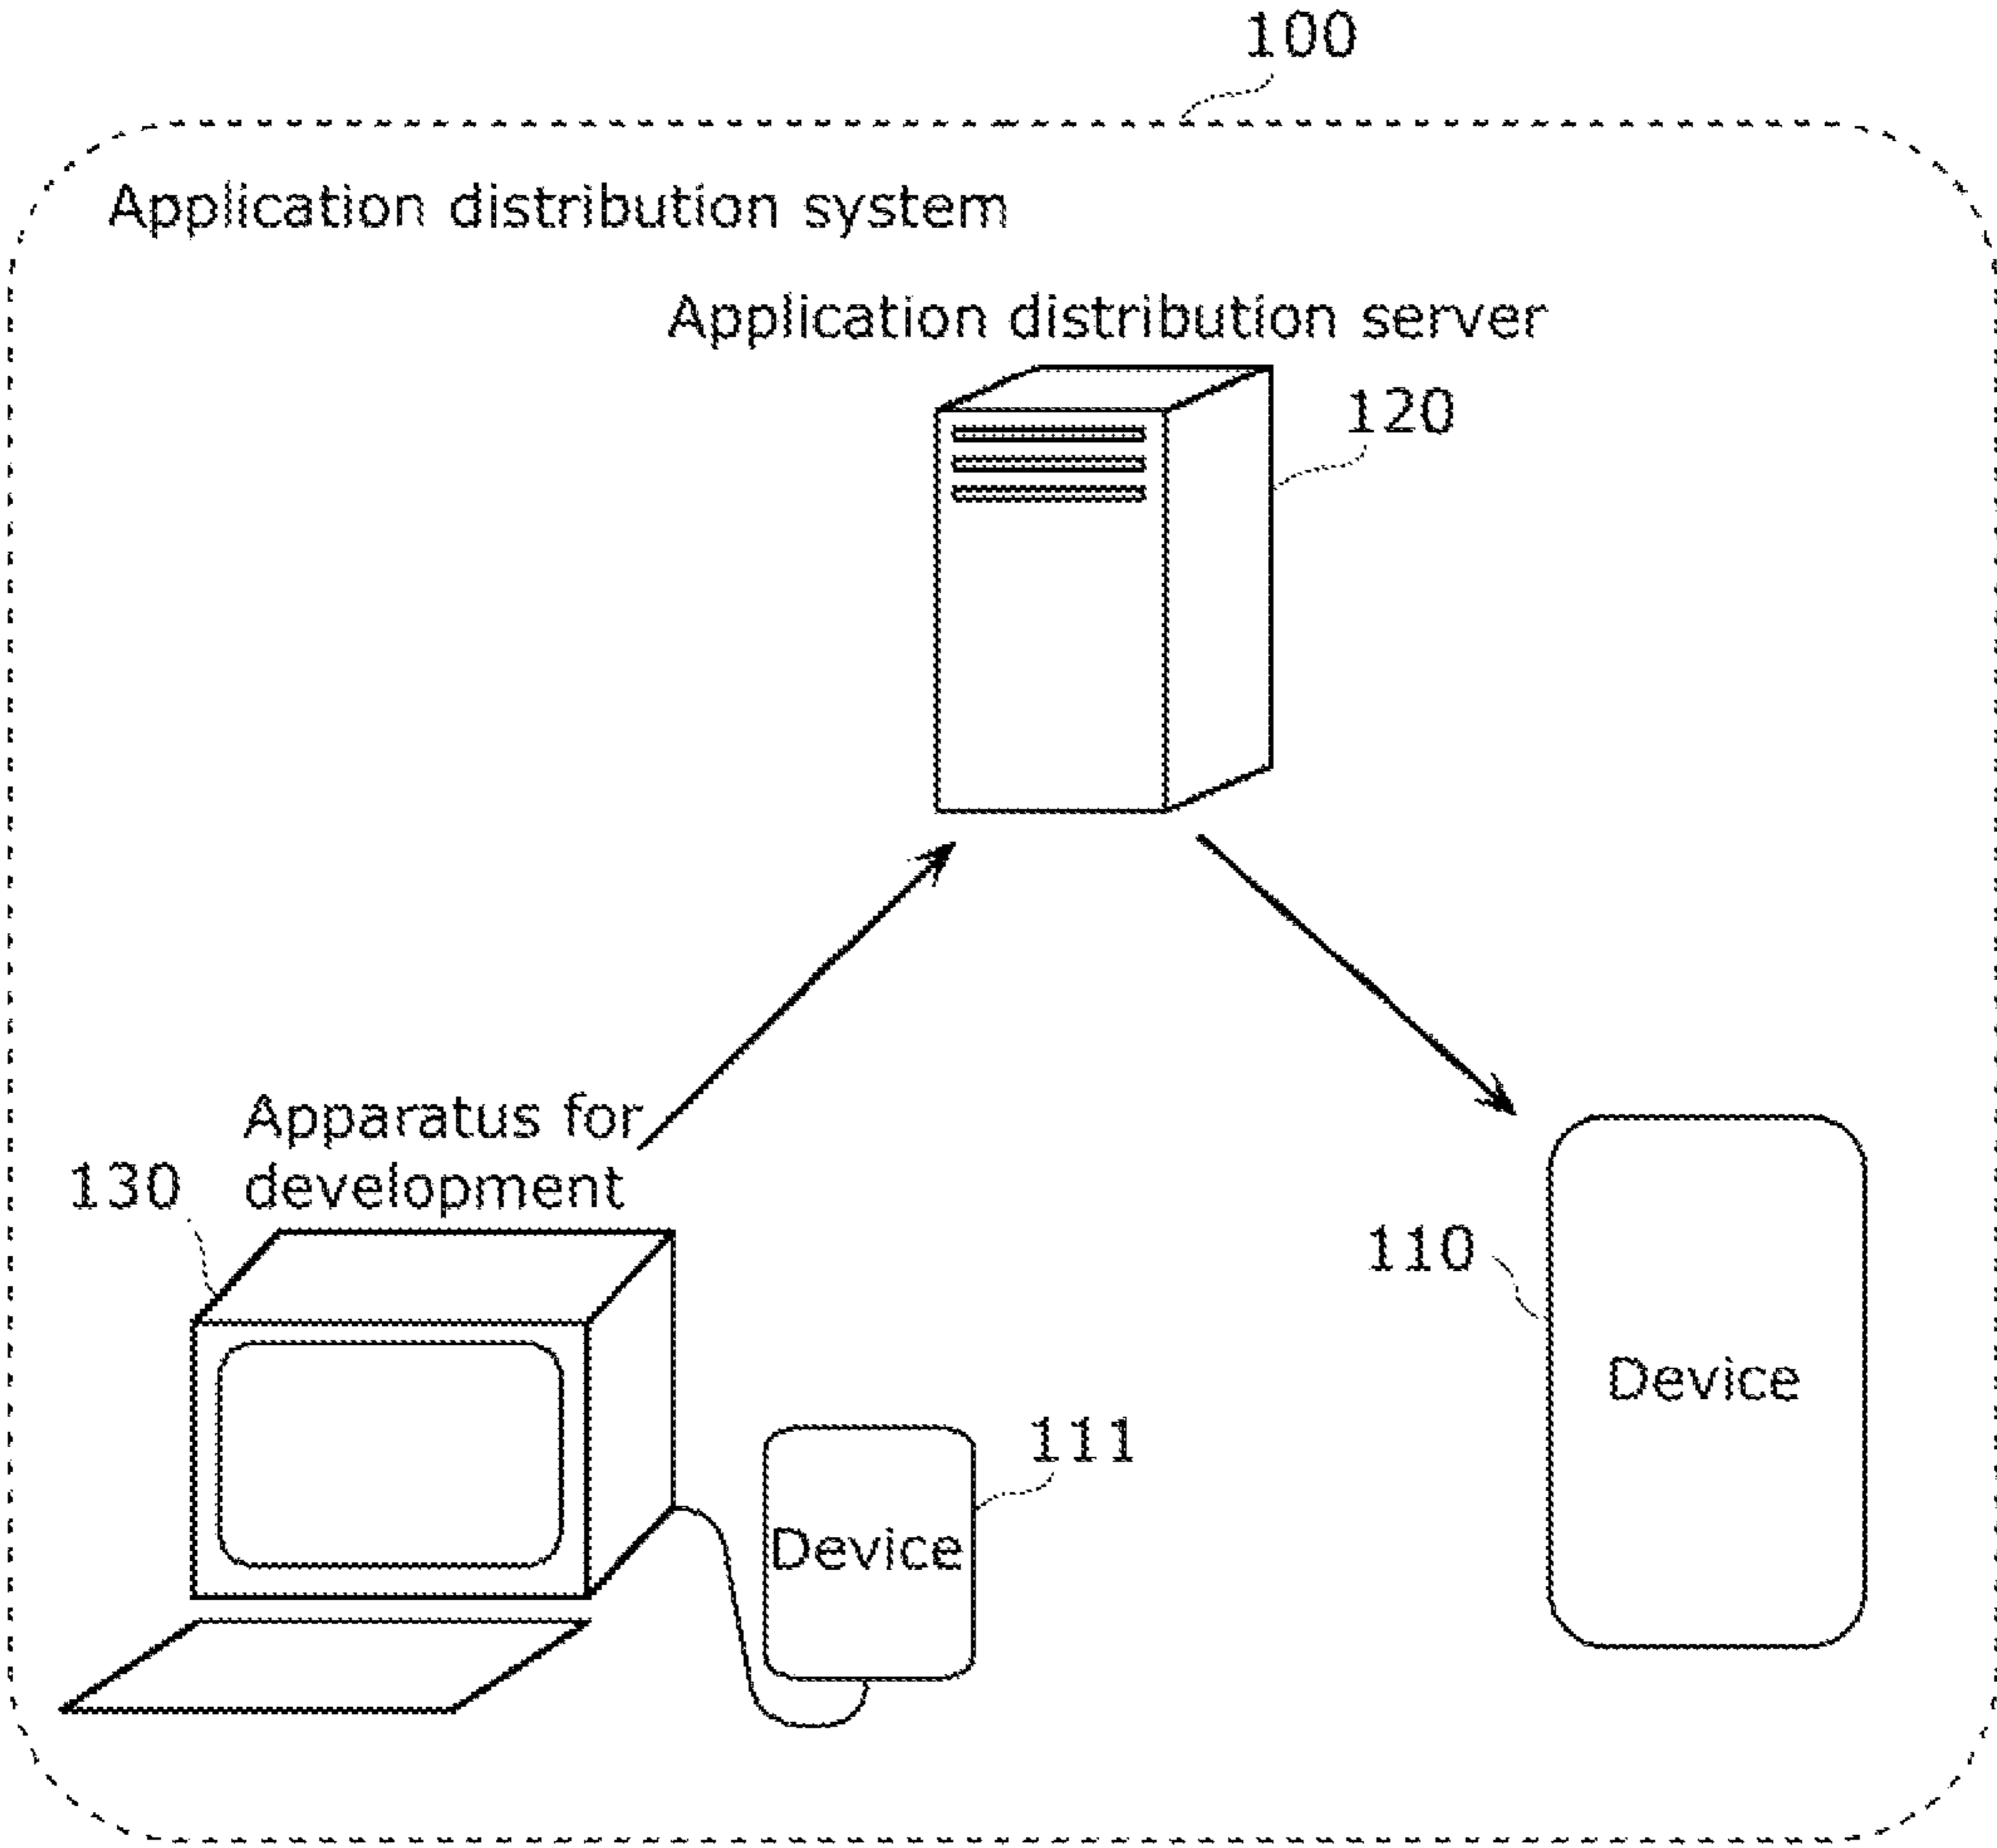 100
Application distribution system
Application distribution server
120
Apparatus for
development
130
110
Device
111
Device